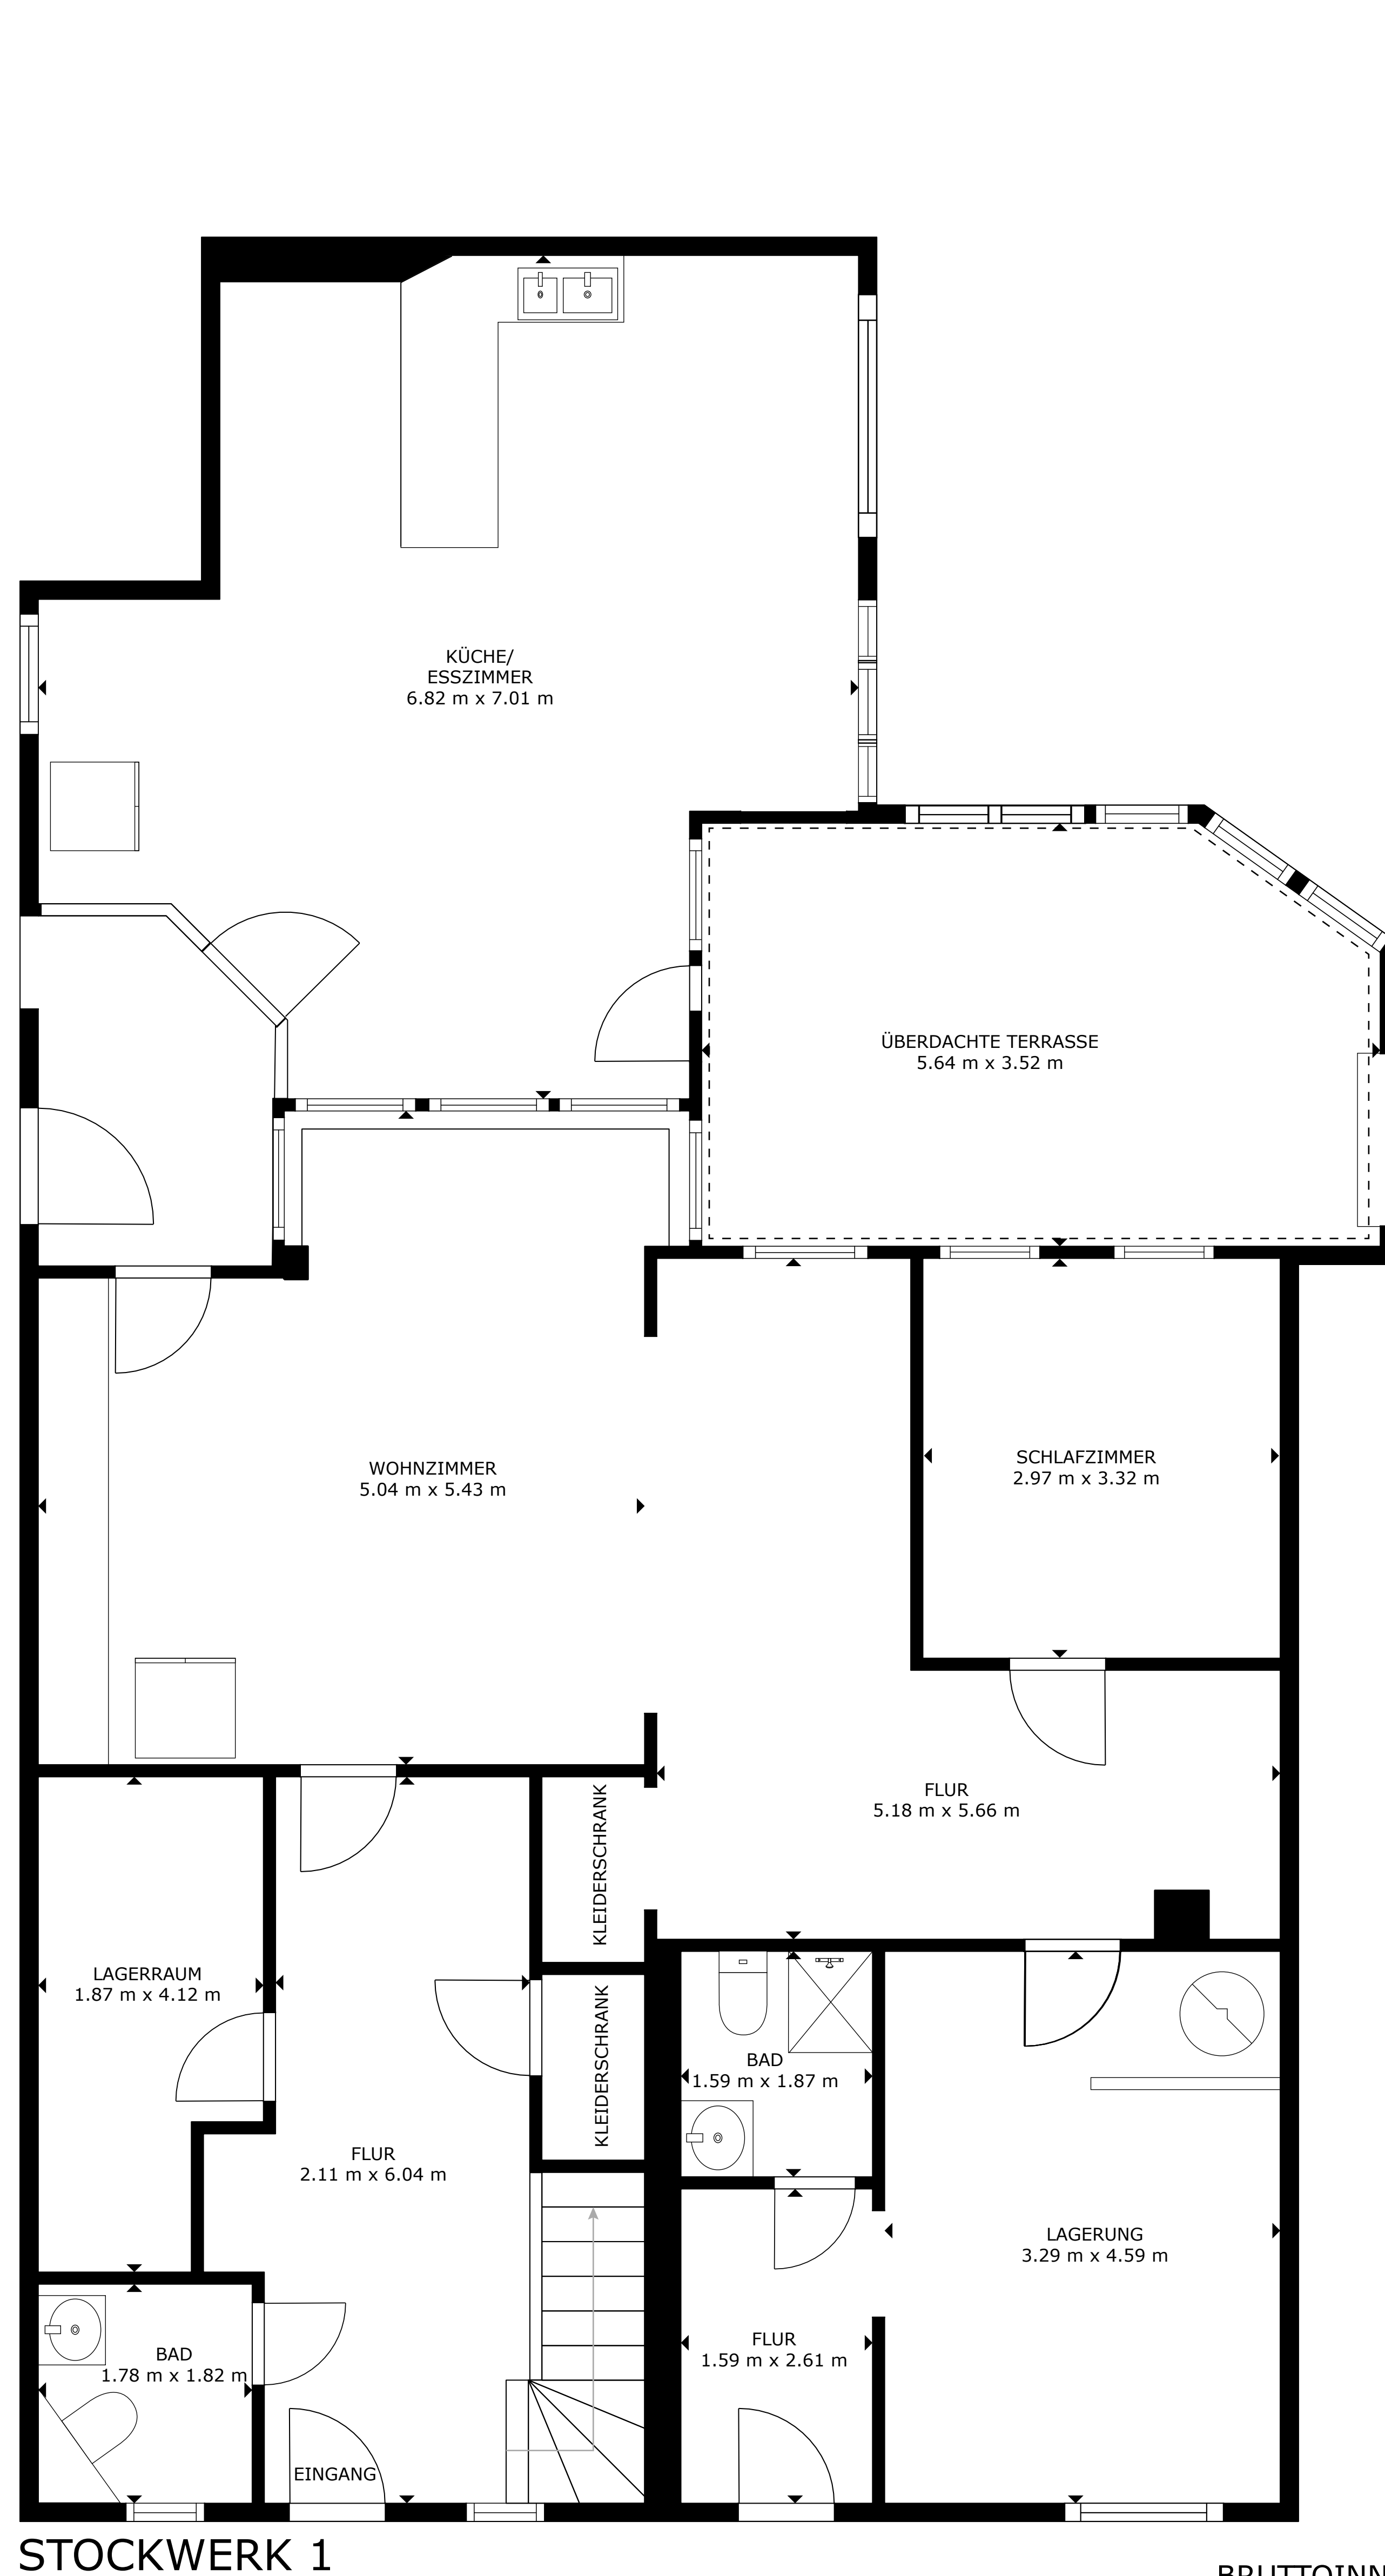 KÜCHE/
ESSZIMMER
6.82 m x 7.01 m
ÜBERDACHTE TERRASSE
5.64 m x 3.52 m
WOHNZIMMER
5.04 m x 5.43 m
SCHLAFZIMMER
2.97 m x 3.32 m
FLUR
5.18 m x 5.66 m
KLEIDERSCHRANK
LAGERRAUM
1.87 m x 4.12 m
KLEIDERSCHRANK
BAD
1.59 m x 1.87 m
FLUR
2.11 m x 6.04 m
LAGERUNG
3.29 m x 4.59 m
FLUR
1.59 m x 2.61 m
BAD
1.78 m x 1.82 m
EINGANG
STOCKWERK 1